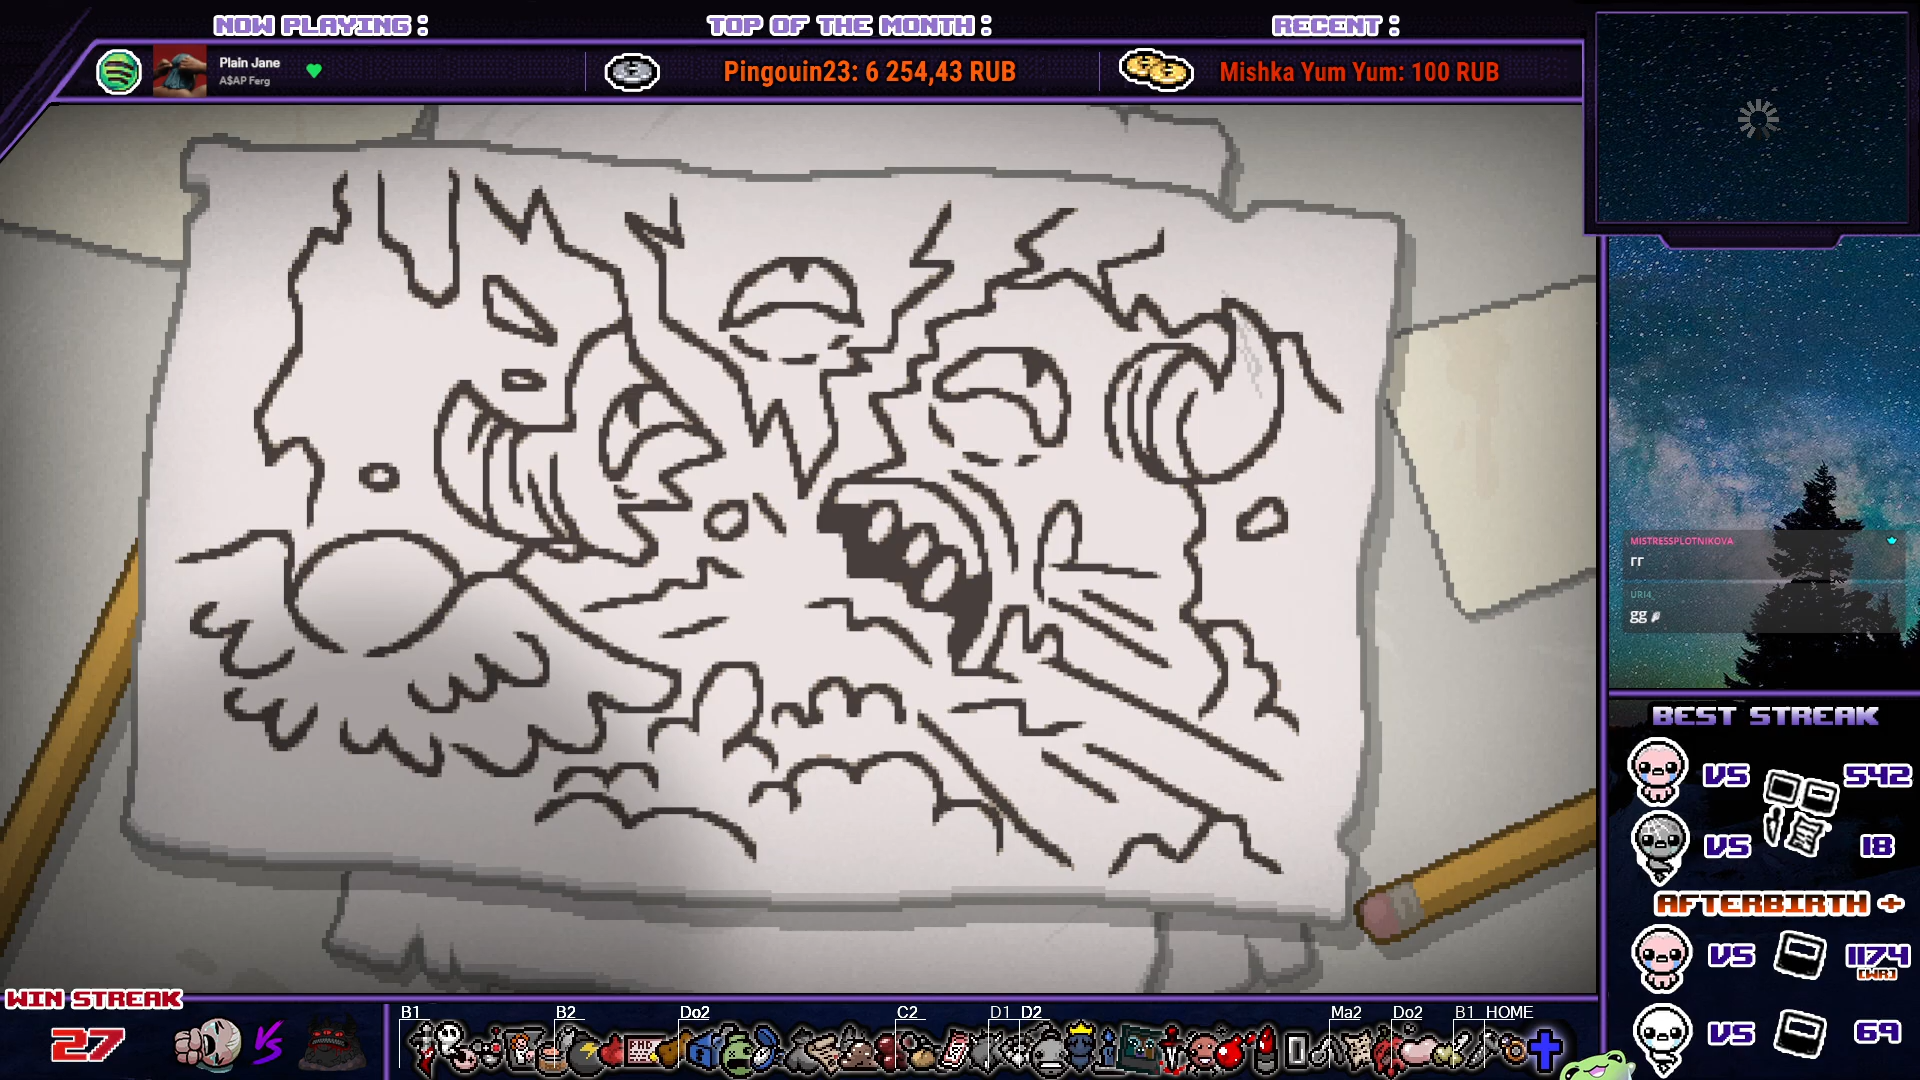 NOW PLAYING :
TOP OF THE MONTH :
RECENT :
Plain Jane
A$AP Ferg
Pingouin23: 6 254,43 RUB
Mishka Yum Yum: 100 RUB
MISTRESSPLOTNIKOVA
гг
URI4
gg
BEST STREAK
VS 542
VS 18
AFTERBIRTH +
VS 1174
(WR)
VS 69
WIN STREAK
27 VS
B1 B2 Do2 C2 D1 D2 Ma2 Do2 B1 HOME